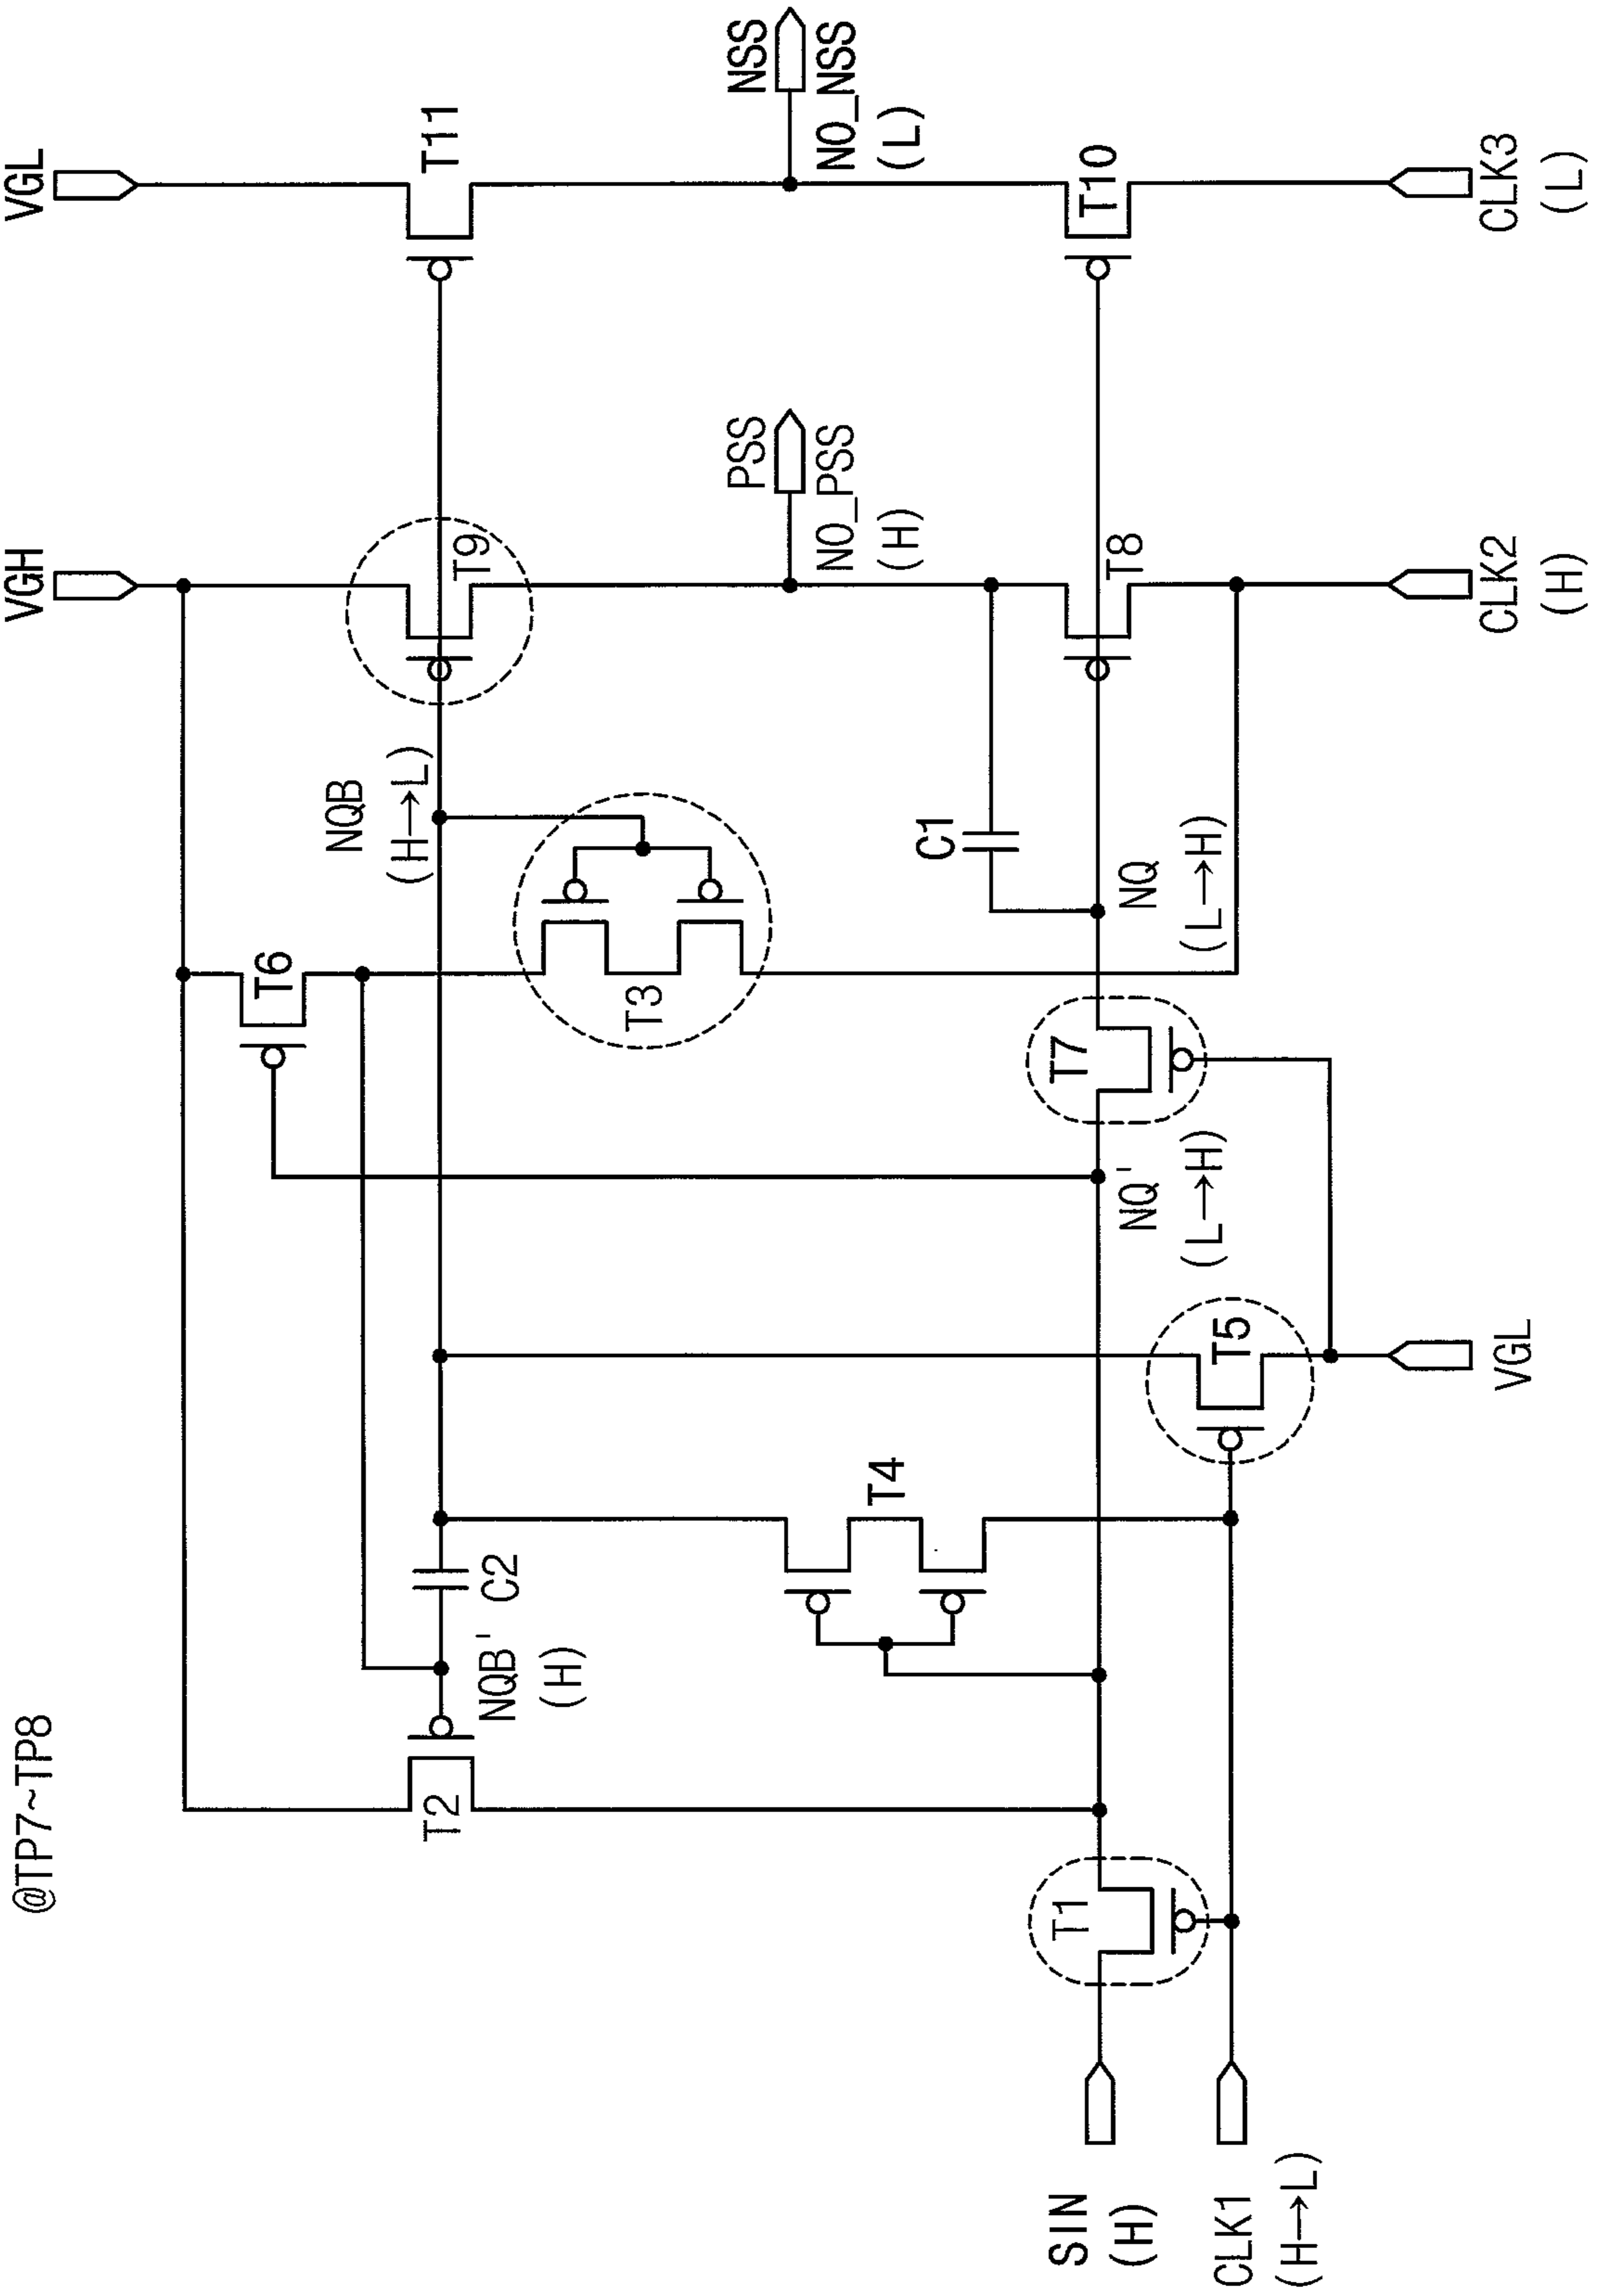 @TP7~TP8
VGH
VGL
T6
T11
T2
NQB
(H→L)
T9
C2
NQB'
(H)
T3
T4
PSS
NO_PSS
(H)
NSS
NO_NSS
(L)
C1
T1
T7
T8
T10
NQ'
(L→H)
NQ
(L→H)
T5
SIN
(H)
CLK1
(H→L)
VGL
CLK2
(H)
CLK3
(L)